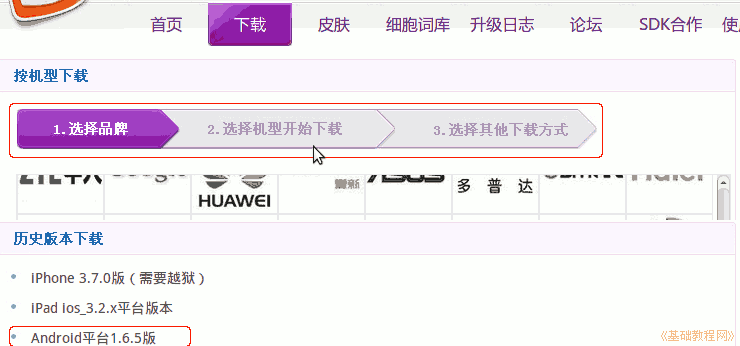 首页 下载 皮肤 细胞词库 升级日志 论坛 SDK合作
按机型下载
1.选择品牌 2.选择机型开始下载 3.选择其他下载方式
Google HUAWEI ASUS 多普达 Haier
历史版本下载
iPhone 3.7.0版（需要越狱）
iPad ios_3.2.x平台版本
Android平台1.6.5版
《基础教程网》